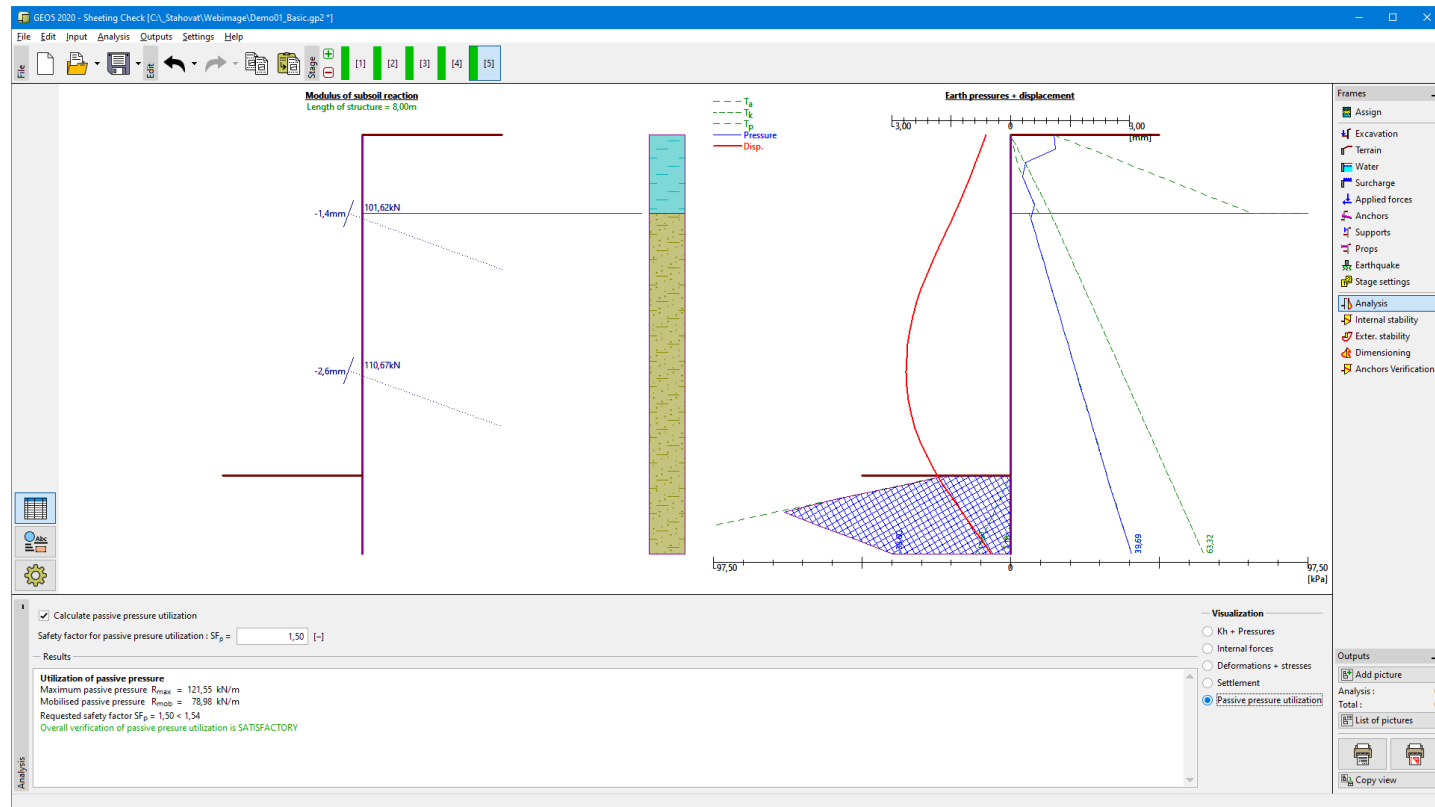 GEO5 2020 - Sheeting Check [C:\_Stahovat\Webimage\Demo01_Basic.gp2 *]
File Edit Input Analysis Outputs Settings Help
File
Edit
Stage
[1] [2] [3] [4] [5]
Modulus of subsoil reaction
Length of structure = 8,00m
-1,4mm
101,62kN
-2,6mm
110,67kN
Ta
Tk
Tp
Pressure
Disp.
Earth pressures + displacement
-3,00 0 3,00
[mm]
39,69
63,32
-97,50 0 97,50
[kPa]
Frames
Assign
Excavation
Terrain
Water
Surcharge
Applied forces
Anchors
Supports
Props
Earthquake
Stage settings
Analysis
Internal stability
Exter. stability
Dimensioning
Anchors Verification
Abc
Analysis
Calculate passive pressure utilization
Safety factor for passive presure utilization : SFp = 1,50 [–]
Results
Utilization of passive pressure
Maximum passive pressure Rmax = 121,55 kN/m
Mobilised passive pressure Rmob = 78,98 kN/m
Requested safety factor SFp = 1,50 < 1,54
Overall verification of passive presure utilization is SATISFACTORY
Visualization
Kh + Pressures
Internal forces
Deformations + stresses
Settlement
Passive pressure utilization
Outputs
Add picture
Analysis :
Total :
List of pictures
Copy view